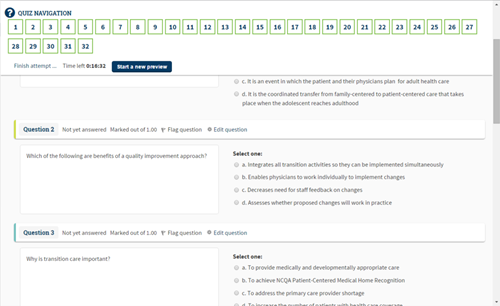 QUIZ NAVIGATION
1 2 3 4 5 6 7 8 9 10 11 12 13 14 15 16 17 18 19 20 21 22 23 24 25 26 27
28 29 30 31 32
Finish attempt ... Time left 0:16:32 Start a new preview
c. It is an event in which the patient and their physicians plan for adult health care
d. It is the coordinated transfer from family-centered to patient-centered care that takes
place when the adolescent reaches adulthood
Question 2 Not yet answered Marked out of 1.00 Flag question Edit question
Which of the following are benefits of a quality improvement approach?
Select one:
a. Integrates all transition activities so they can be implemented simultaneously
b. Enables physicians to work individually to implement changes
c. Decreases need for staff feedback on changes
d. Assesses whether proposed changes will work in practice
Question 3 Not yet answered Marked out of 1.00 Flag question Edit question
Why is transition care important?
Select one:
a. To provide medically and developmentally appropriate care
b. To achieve NCQA Patient-Centered Medical Home Recognition
c. To address the primary care provider shortage
d. To increase the number of patients with health care coverage